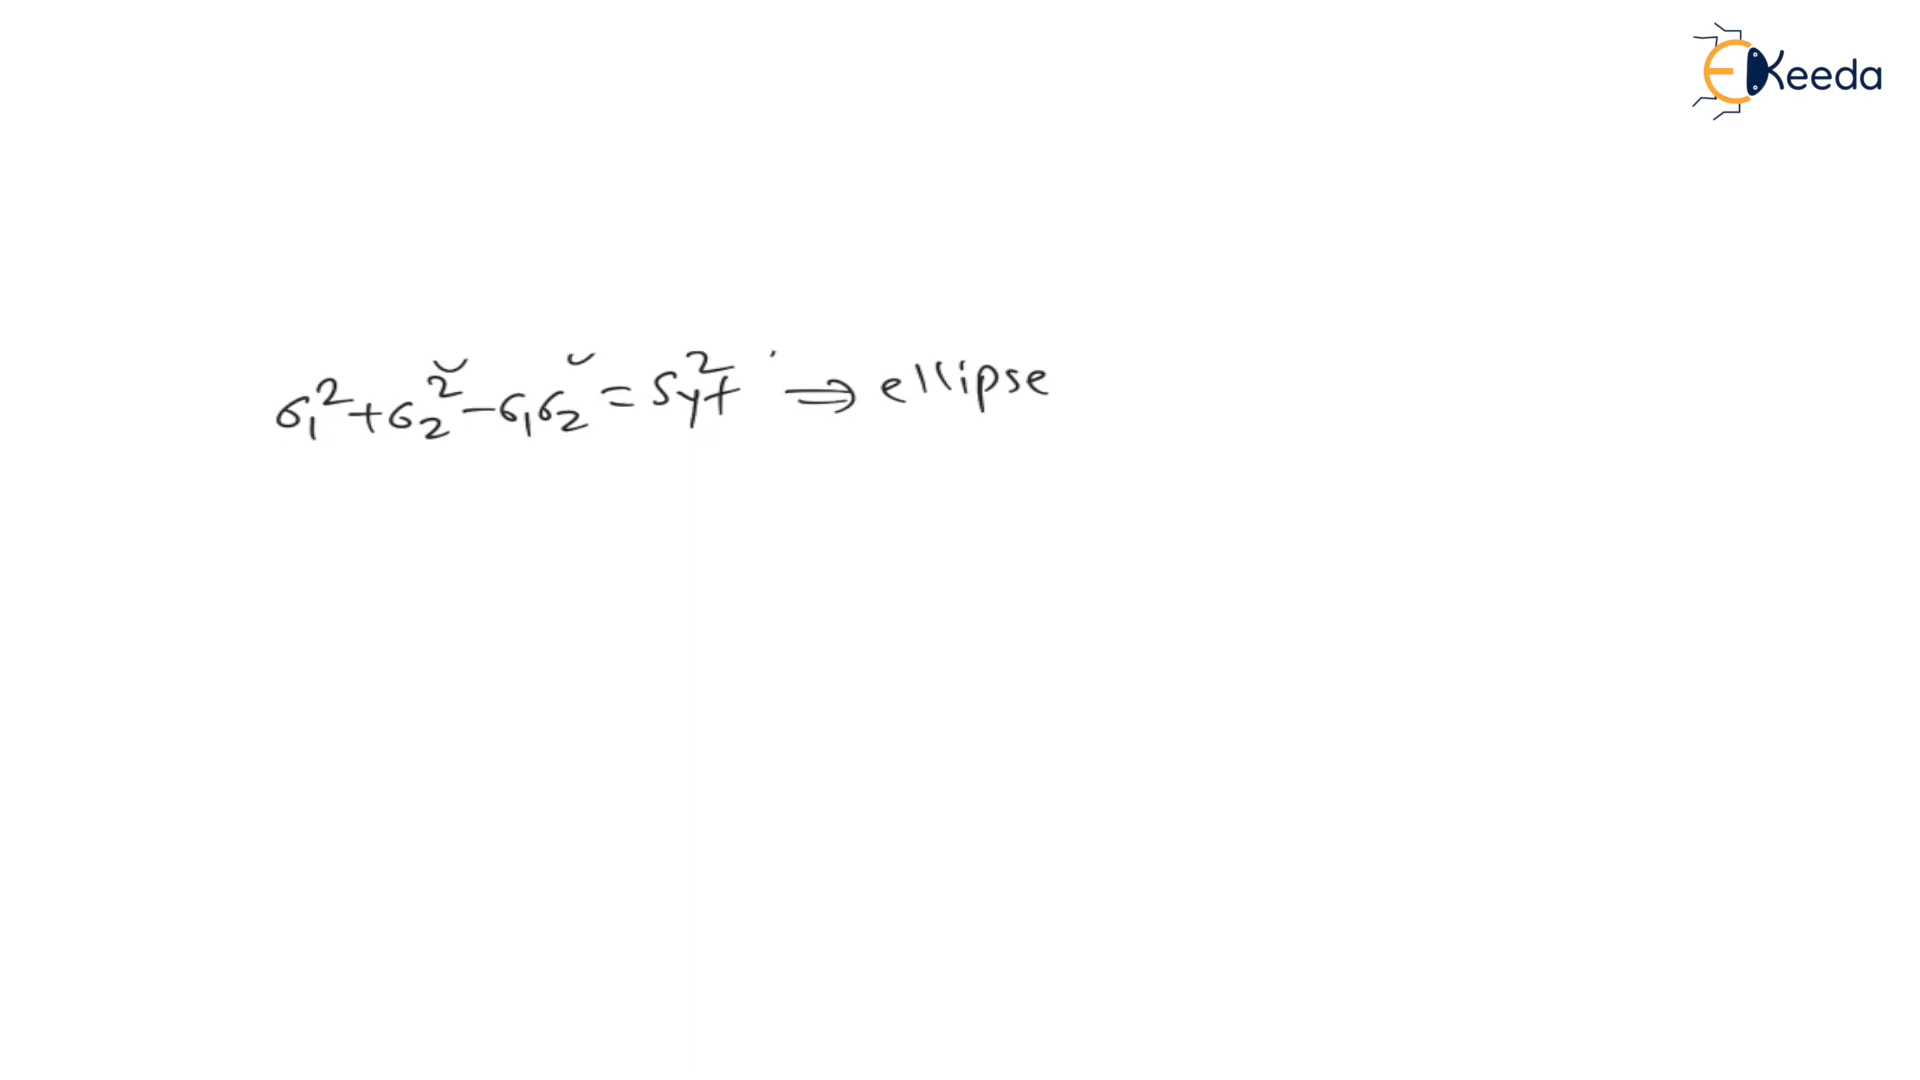 EKeeda
σ₁² + σ₂² - σ₁σ₂ = Syt² ⇒ ellipse